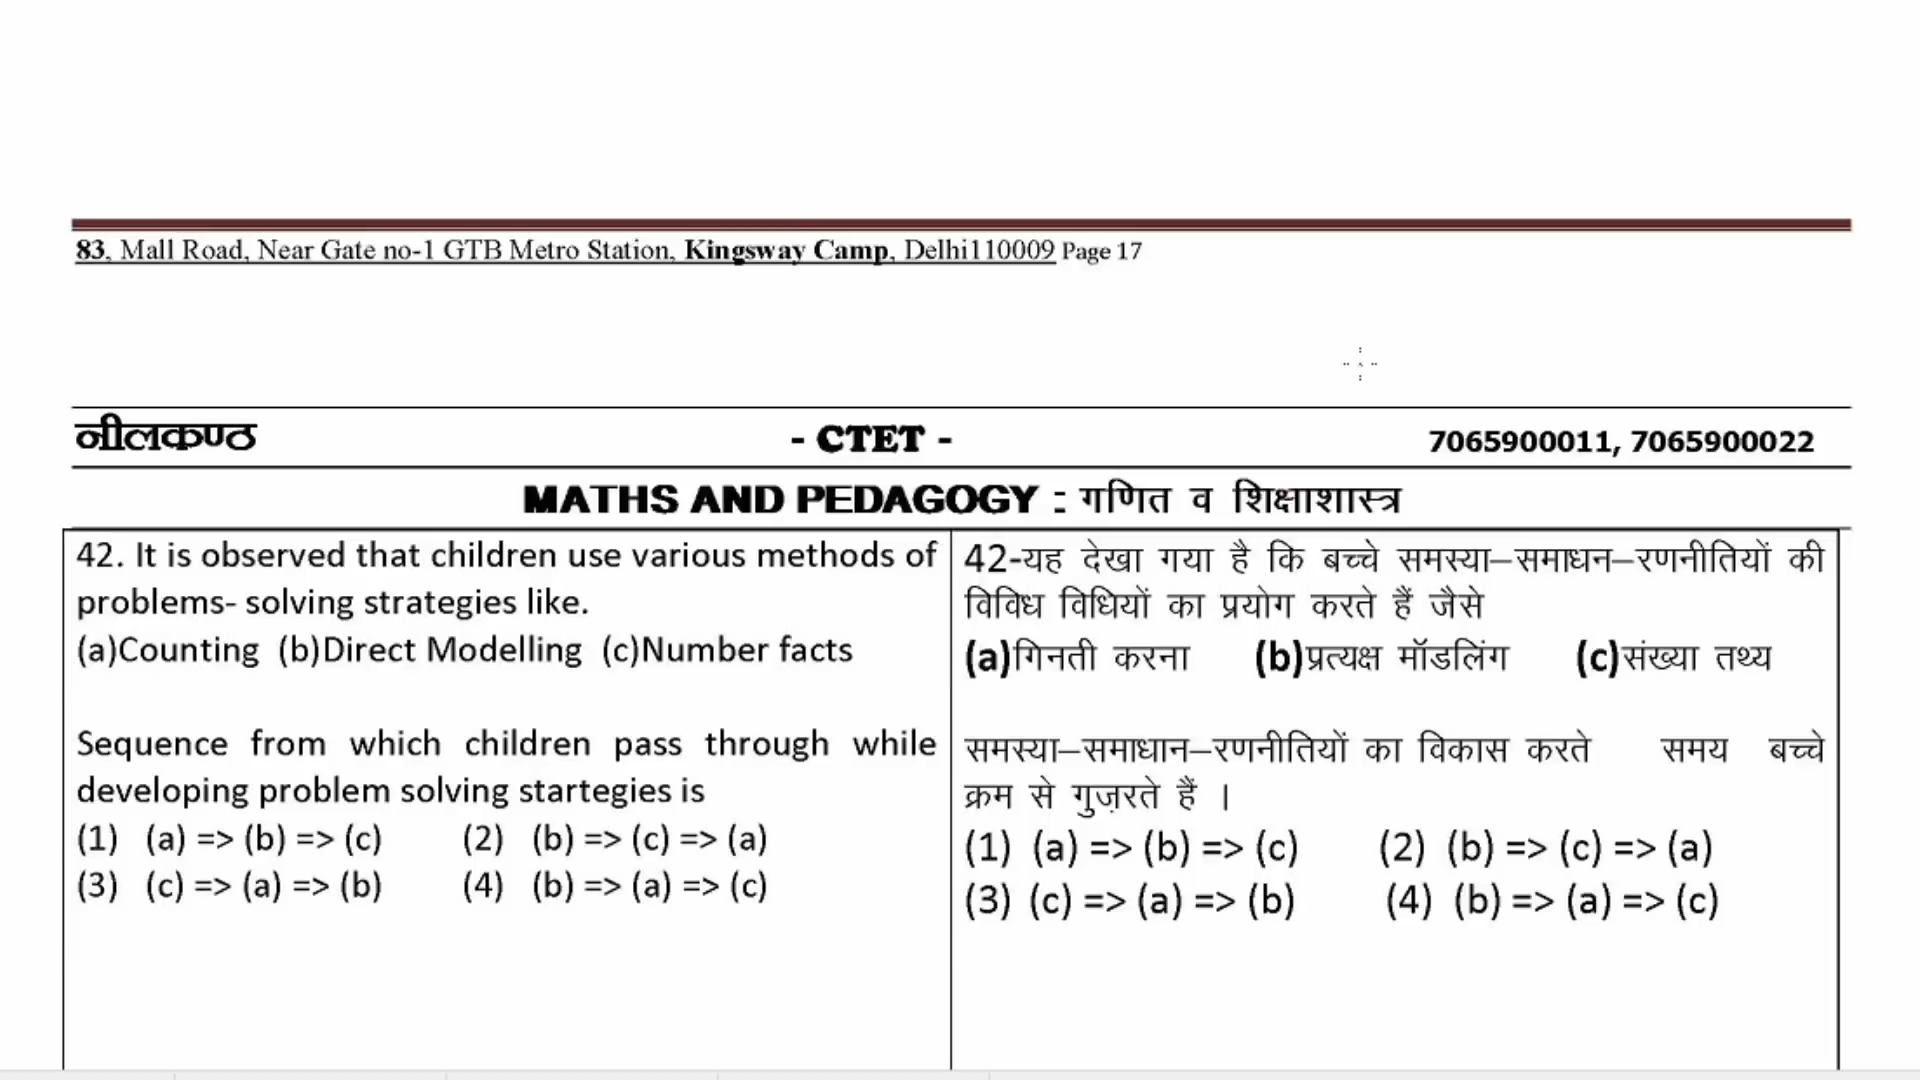 83, Mall Road, Near Gate no-1 GTB Metro Station, Kingsway Camp, Delhi110009 Page 17
नीलकण्ठ - CTET - 7065900011, 7065900022
MATHS AND PEDAGOGY : गणित व शिक्षाशास्त्र
42. It is observed that children use various methods of
problems- solving strategies like.
(a)Counting (b)Direct Modelling (c)Number facts
Sequence from which children pass through while
developing problem solving startegies is
(1) (a) => (b) => (c) (2) (b) => (c) => (a)
(3) (c) => (a) => (b) (4) (b) => (a) => (c)
42-यह देखा गया है कि बच्चे समस्या–समाधन–रणनीतियों की
विविध विधियों का प्रयोग करते हैं जैसे
(a)गिनती करना (b)प्रत्यक्ष मॉडलिंग (c)संख्या तथ्य
समस्या–समाधान–रणनीतियों का विकास करते समय बच्चे
क्रम से गुज़रते हैं ।
(1) (a) => (b) => (c) (2) (b) => (c) => (a)
(3) (c) => (a) => (b) (4) (b) => (a) => (c)